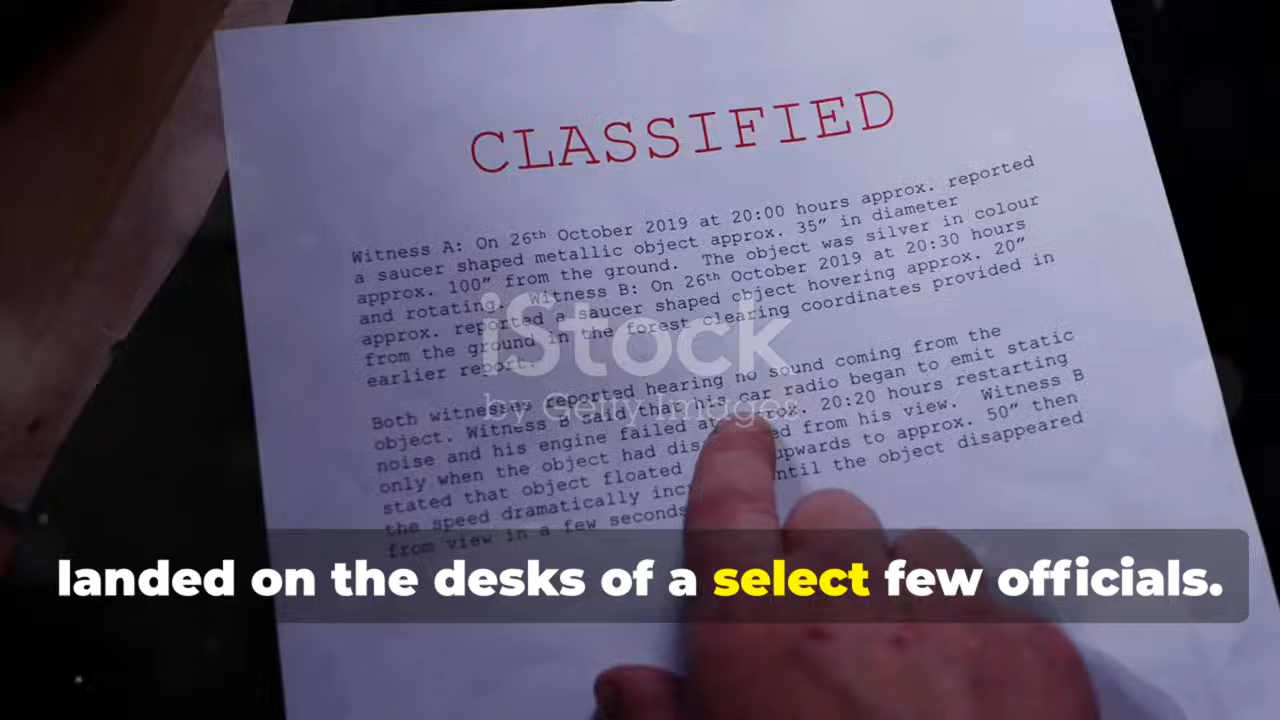 CLASSIFIED
Witness A: On 26th October 2019 at 20:00 hours approx. reported
a saucer shaped metallic object approx. 35” in diameter
approx. 100” from the ground. The object was silver in colour
and rotating. Witness B: On 26th October 2019 at 20:30 hours
approx. reported a saucer shaped object hovering approx. 20”
from the ground in the forest clearing coordinates provided in
earlier report.
Both witnesses reported hearing no sound coming from the
object. Witness B said that his car radio began to emit static
noise and his engine failed at approx. 20:20 hours restarting
only when the object had from his view. Witness B
stated that object floated upwards to approx. 50” then
the speed dramatically until the object disappeared
from view in a few seconds
iStock
by Getty Images
landed on the desks of a select few officials.